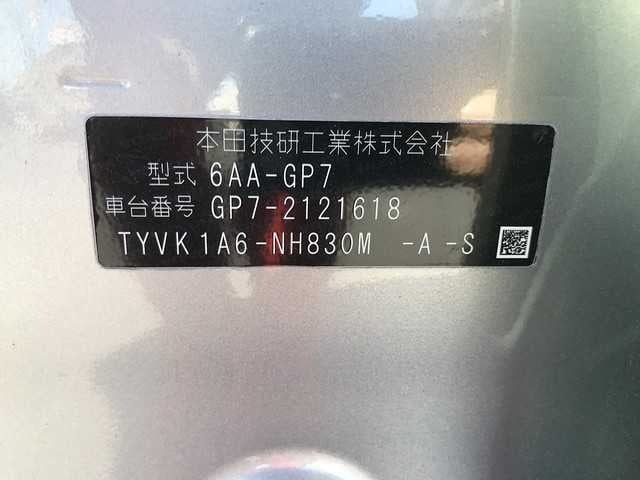 本田技研工業株式会社
型式 6AA-GP7
車台番号 GP7-2121618
TYVK1A6-NH830M -A-S